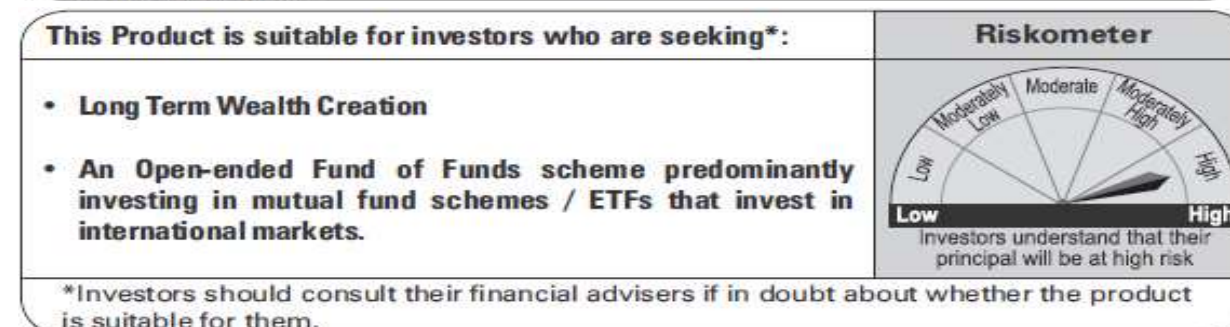 This Product is suitable for investors who are seeking*:
• Long Term Wealth Creation
• An Open-ended Fund of Funds scheme predominantly
investing in mutual fund schemes / ETFs that invest in
international markets.
Riskometer
Low
Moderately
Low
Moderate
Moderately
High
High
Low
High
Investors understand that their
principal will be at high risk
*Investors should consult their financial advisers if in doubt about whether the product
is suitable for them.